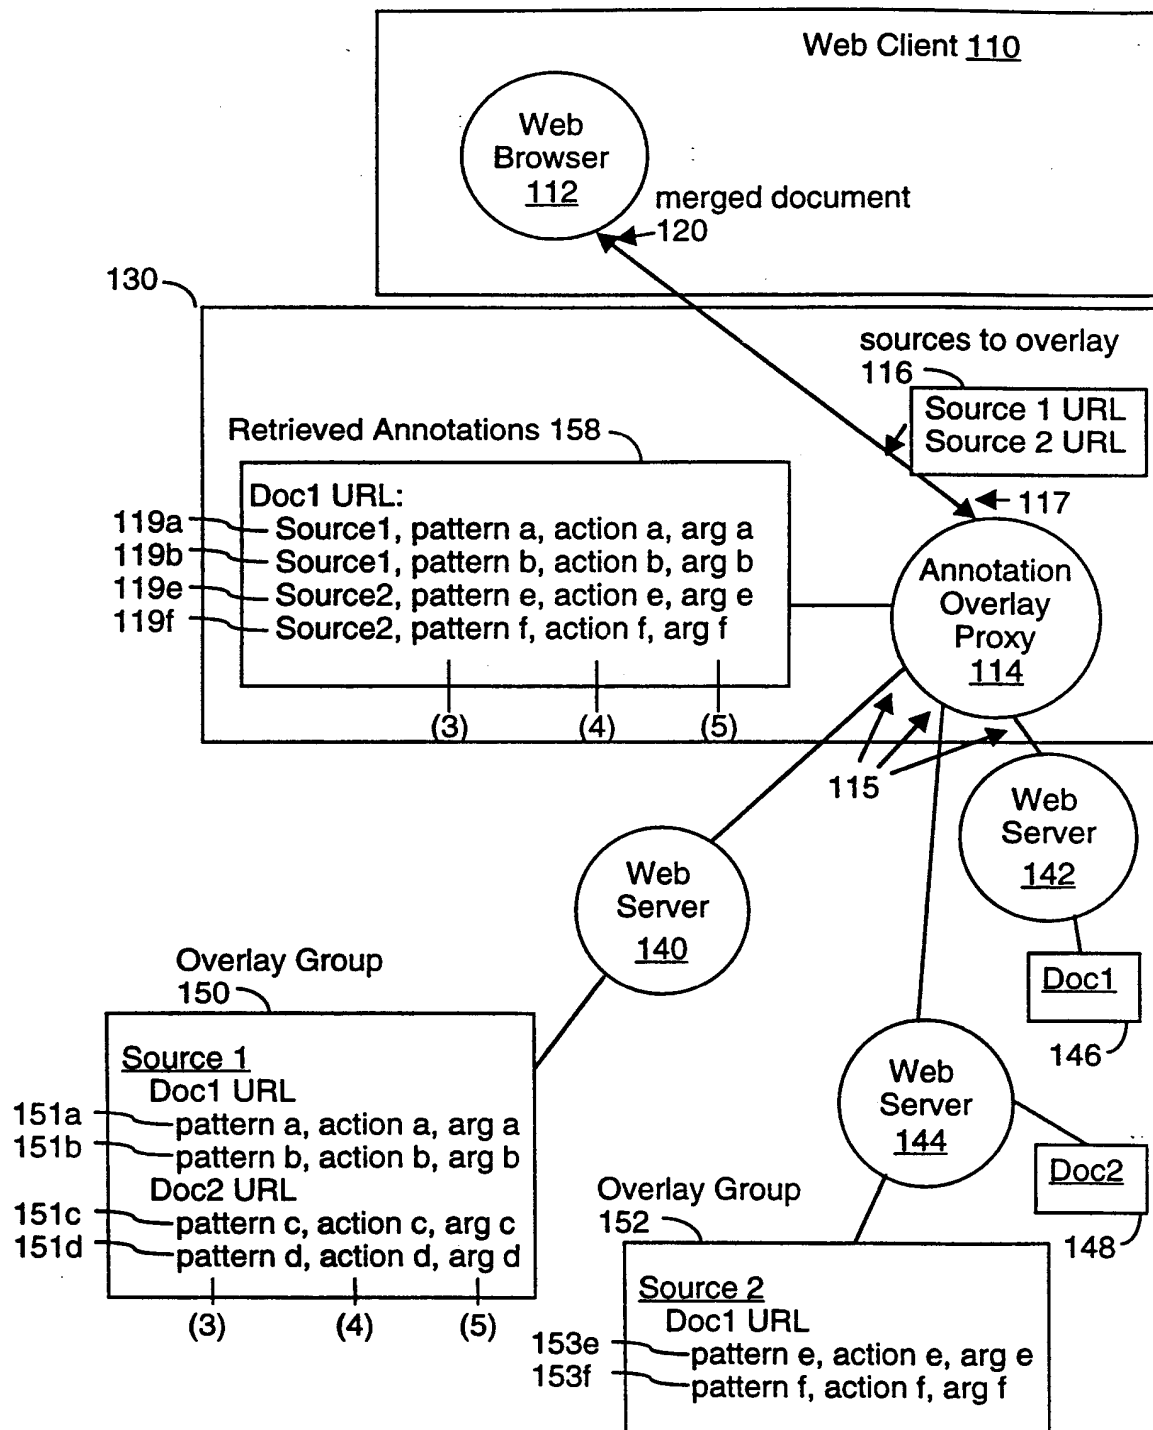 Web Client 110
Web
Browser
112
merged document
120
130
sources to overlay
116
Source 1 URL
Source 2 URL
117
Retrieved Annotations 158
Doc1 URL:
119a Source1, pattern a, action a, arg a
119b Source1, pattern b, action b, arg b
119e Source2, pattern e, action e, arg e
119f Source2, pattern f, action f, arg f
(3) (4) (5)
Annotation
Overlay
Proxy
114
115
Web
Server
142
Web
Server
140
Doc1
146
Overlay Group
150
Source 1
Doc1 URL
151a pattern a, action a, arg a
151b pattern b, action b, arg b
Doc2 URL
151c pattern c, action c, arg c
151d pattern d, action d, arg d
(3) (4) (5)
Web
Server
144
Doc2
148
Overlay Group
152
Source 2
Doc1 URL
153e pattern e, action e, arg e
153f pattern f, action f, arg f